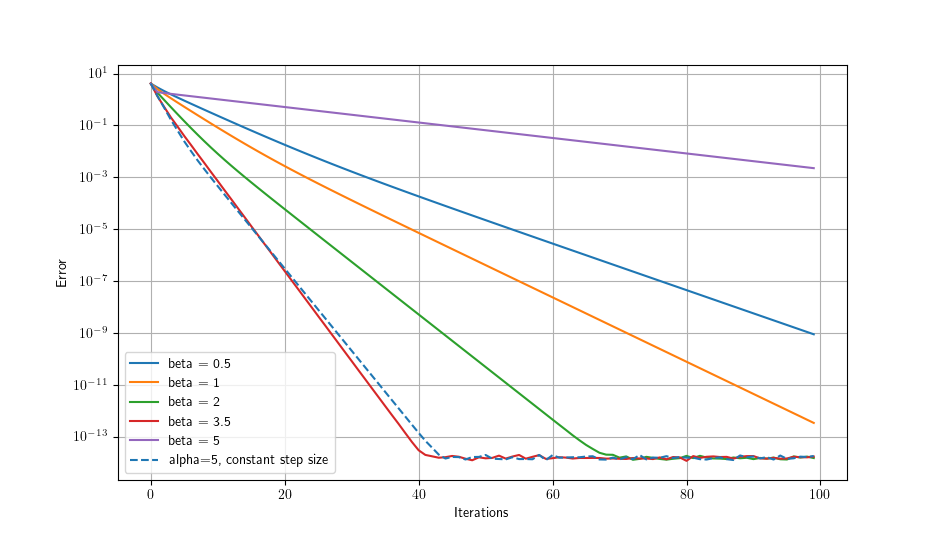 10¹
10⁻¹
10⁻³
10⁻⁵
10⁻⁷
10⁻⁹
10⁻¹¹
10⁻¹³
Error
beta = 0.5
beta = 1
beta = 2
beta = 3.5
beta = 5
alpha=5, constant step size
0 20 40 60 80 100
Iterations